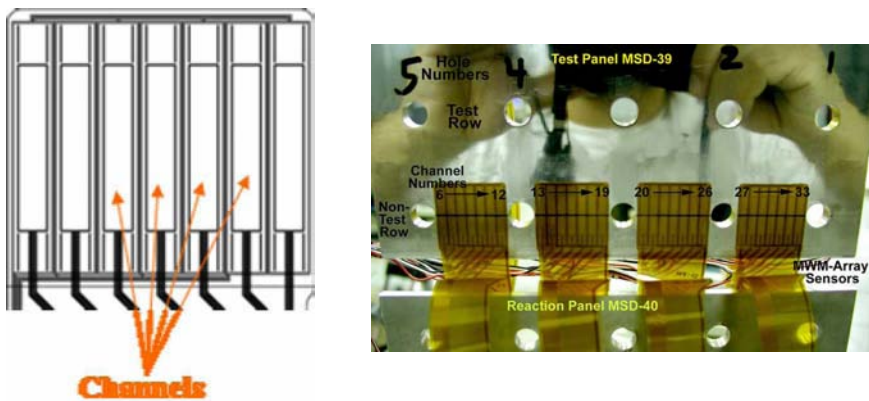 Channels
5
Hole
Numbers
4
Test Panel MSD-39
2
1
Test
Row
Channel
Numbers
6 12
13 19
20 26
27 33
Non-
Test
Row
MWM-Array
Sensors
Reaction Panel MSD-40